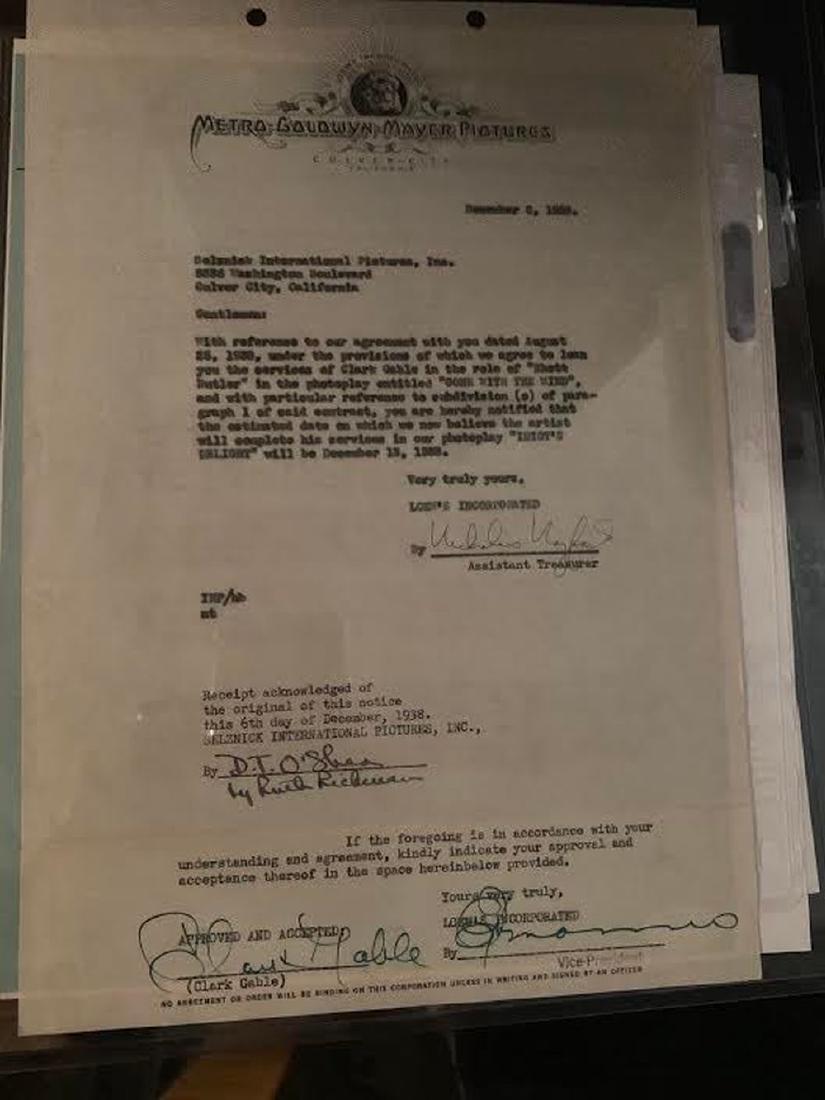 METRO-GOLDWYN-MAYER PICTURES
CULVER CITY
CALIFORNIA
December
Selznick International Pictures, Inc.
Washington Boulevard
Culver City, California
Gentlemen:
With reference to our agreement with you dated August
under the provisions of which we agree to loan
you the services of Clark Gable in the role of "Rhett
Butler" in the photoplay entitled "GONE WITH THE WIND",
and with particular reference to subdivision of para-
graph 1 of said contract, you are hereby notified that
the estimated date on which we now believe the artist
will complete his services in our photoplay "IDIOT'S
DELIGHT" will be December
Very truly yours,
LOEW'S INCORPORATED
By
Assistant Treasurer
Receipt acknowledged of
the original of this notice
this 6th day of December, 1938.
SELZNICK INTERNATIONAL PICTURES, INC.,
By D.T. O'Shea
by Ruth Rickman
If the foregoing is in accordance with your
understanding and agreement, kindly indicate your approval and
acceptance thereof in the space hereinbelow provided.
Yours very truly,
APPROVED AND ACCEPTED:
LOEW'S INCORPORATED
Clark Gable
By
(Clark Gable)
Vice-President
NO AGREEMENT OR ORDER WILL BE BINDING ON THIS CORPORATION UNLESS IN WRITING AND SIGNED BY AN OFFICER